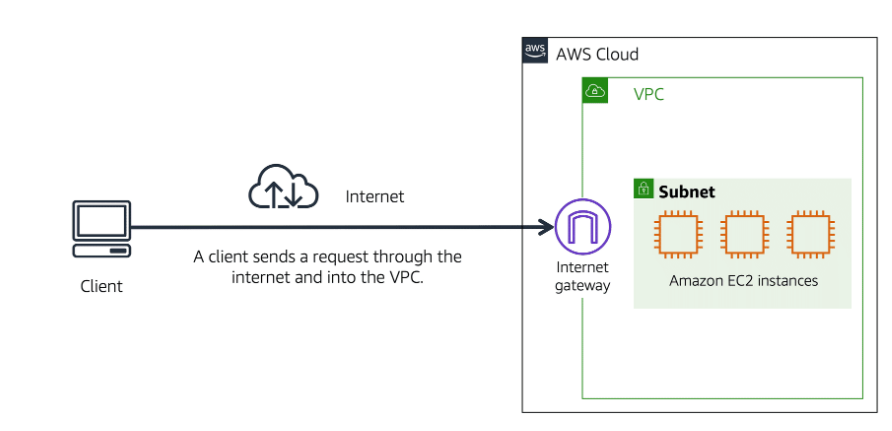 aws
AWS Cloud
VPC
Internet
Subnet
A client sends a request through the
internet and into the VPC.
Client
Internet
gateway
Amazon EC2 instances